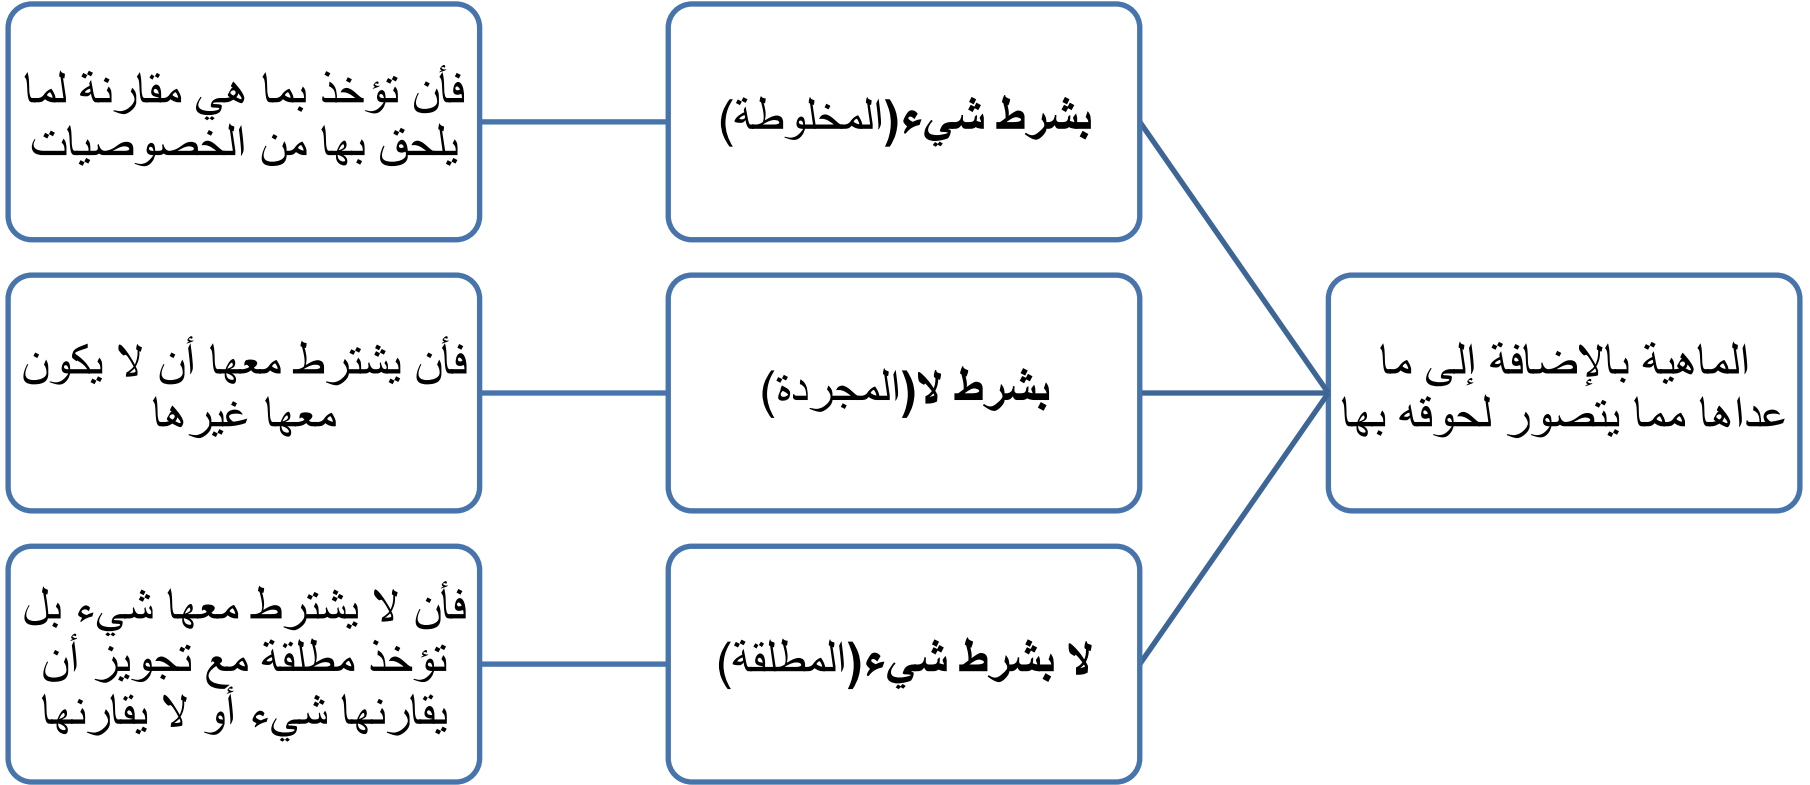 الماهية بالإضافة إلى ما
عداها مما يتصور لحوقه بها
بشرط شيء(المخلوطة)
فأن تؤخذ بما هي مقارنة لما
يلحق بها من الخصوصيات
بشرط لا(المجردة)
فأن يشترط معها أن لا يكون
معها غيرها
لا بشرط شيء(المطلقة)
فأن لا يشترط معها شيء بل
تؤخذ مطلقة مع تجويز أن
يقارنها شيء أو لا يقارنها